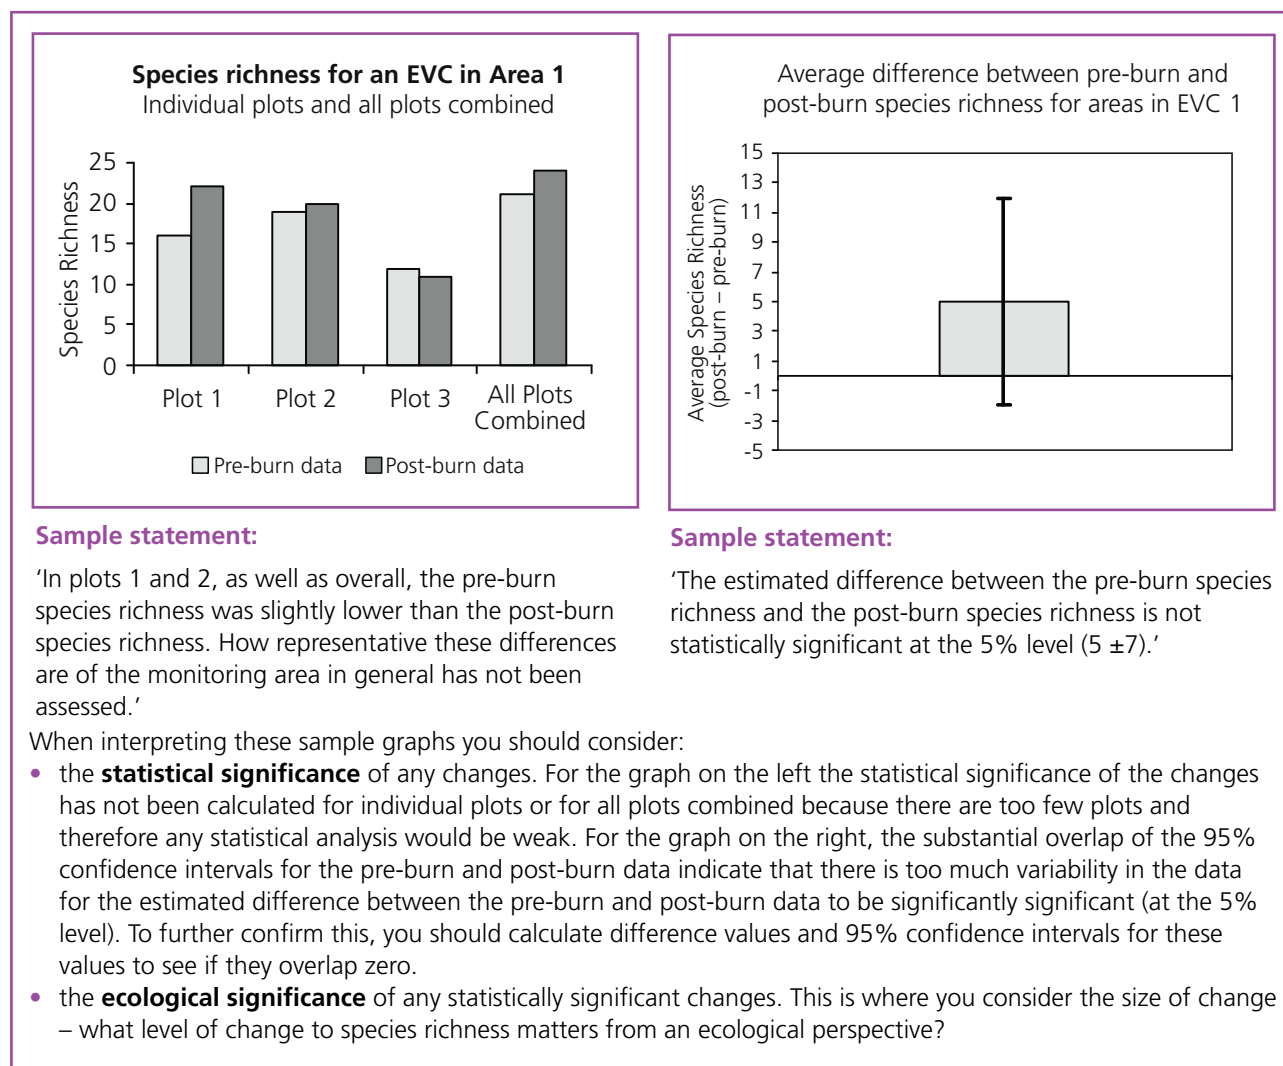 Species richness for an EVC in Area 1
Individual plots and all plots combined
Species Richness
25
20
15
10
5
0
Plot 1
Plot 2
Plot 3
All Plots
Combined
Pre-burn data
Post-burn data
Sample statement:
‘In plots 1 and 2, as well as overall, the pre-burn
species richness was slightly lower than the post-burn
species richness. How representative these differences
are of the monitoring area in general has not been
assessed.’
Average difference between pre-burn and
post-burn species richness for areas in EVC 1
Average Species Richness
(post-burn – pre-burn)
15
13
11
9
7
5
3
1
-1
-3
-5
Sample statement:
‘The estimated difference between the pre-burn species
richness and the post-burn species richness is not
statistically significant at the 5% level (5 ±7).’
When interpreting these sample graphs you should consider:
• the statistical significance of any changes. For the graph on the left the statistical significance of the changes
has not been calculated for individual plots or for all plots combined because there are too few plots and
therefore any statistical analysis would be weak. For the graph on the right, the substantial overlap of the 95%
confidence intervals for the pre-burn and post-burn data indicate that there is too much variability in the data
for the estimated difference between the pre-burn and post-burn data to be significantly significant (at the 5%
level). To further confirm this, you should calculate difference values and 95% confidence intervals for these
values to see if they overlap zero.
• the ecological significance of any statistically significant changes. This is where you consider the size of change
– what level of change to species richness matters from an ecological perspective?